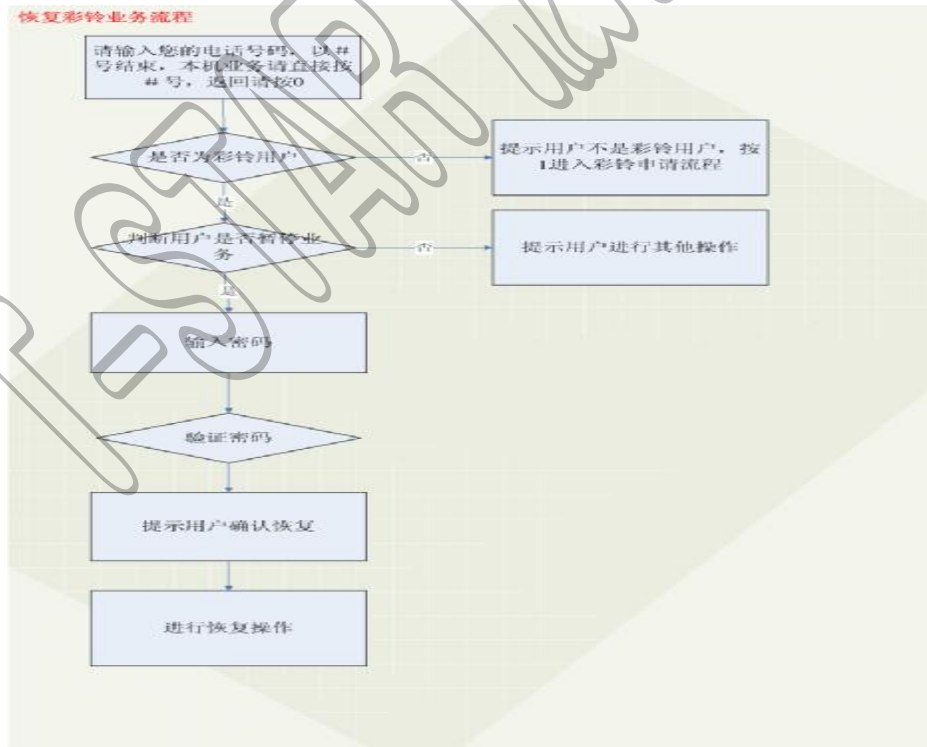 恢复彩铃业务流程
请输入您的电话号码，以#
号结束，本机业务请直接按
#号，返回请按0
是否为彩铃用户
否
提示用户不是彩铃用户，按
1进入彩铃申请流程
是
判断用户是否暂停业
务
否
提示用户进行其他操作
是
输入密码
验证密码
提示用户确认恢复
进行恢复操作